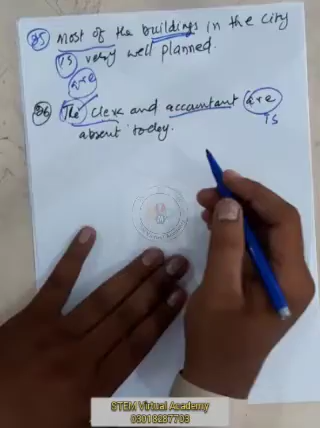 85 Most of the buildings in the city
is very well planned.
are
86 The clerk and accountant are
is
absent today.
STEM Virtual Academy
03018287703